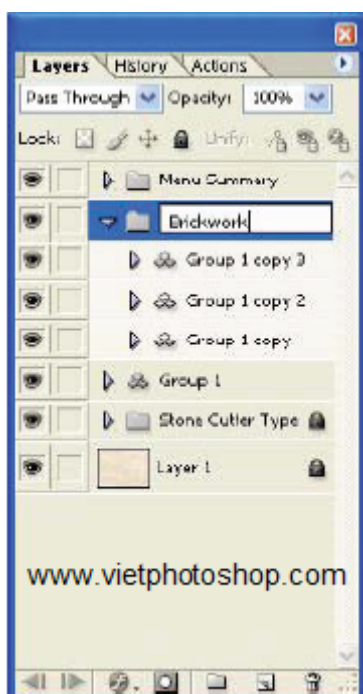 Layers History Actions
Pass Through Opacity: 100%
Lock: Unify:
Menu Summary
Brickwork
Group 1 copy 3
Group 1 copy 2
Group 1 copy
Group 1
Stone Cutler Type
Layer 1
www.vietphotoshop.com